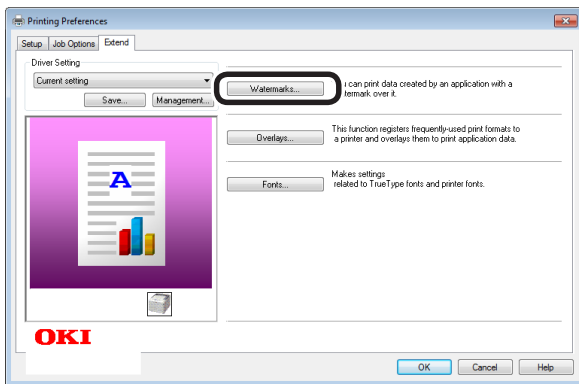 Printing Preferences
Setup Job Options Extend
Driver Setting
Current setting
Save... Management...
Watermarks...
can print data created by an application with a
termark over it.
Overlays...
This function registers frequently-used print formats to
a printer and overlays them to print application data.
Fonts...
Makes settings
related to TrueType fonts and printer fonts.
A
OKI
OK Cancel Help